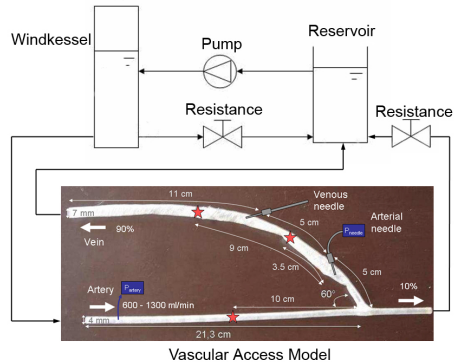 Windkessel
Reservoir
Pump
Resistance
Resistance
11 cm
Venous
needle
7 mm
5 cm
Arterial
needle
Pneedle
Vein
90%
9 cm
3.5 cm
5 cm
60°
10%
Artery
Partery
600 - 1300 ml/min
10 cm
4 mm
21,3 cm
Vascular Access Model